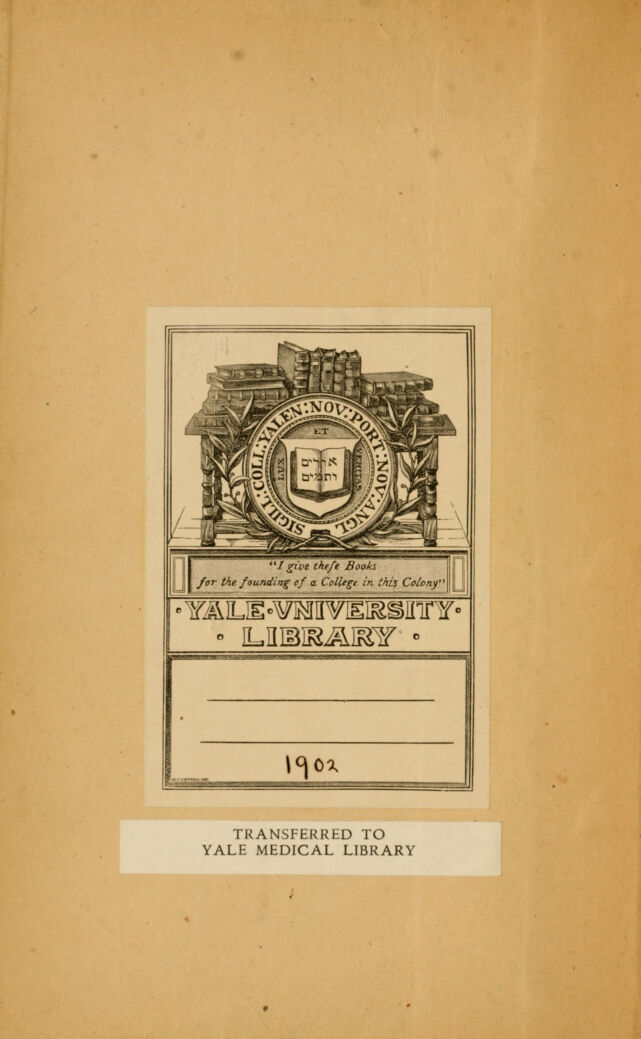 SIGILL:COLL:YALEN:NOV:PORT:NOV:ANGL
LUX ET VERITAS
אורים
ותמים
"I give theſe Books
for the founding of a College in this Colony"
·YALE·VNIVERSITY·
· LIBRARY ·
1902
TRANSFERRED TO
YALE MEDICAL LIBRARY